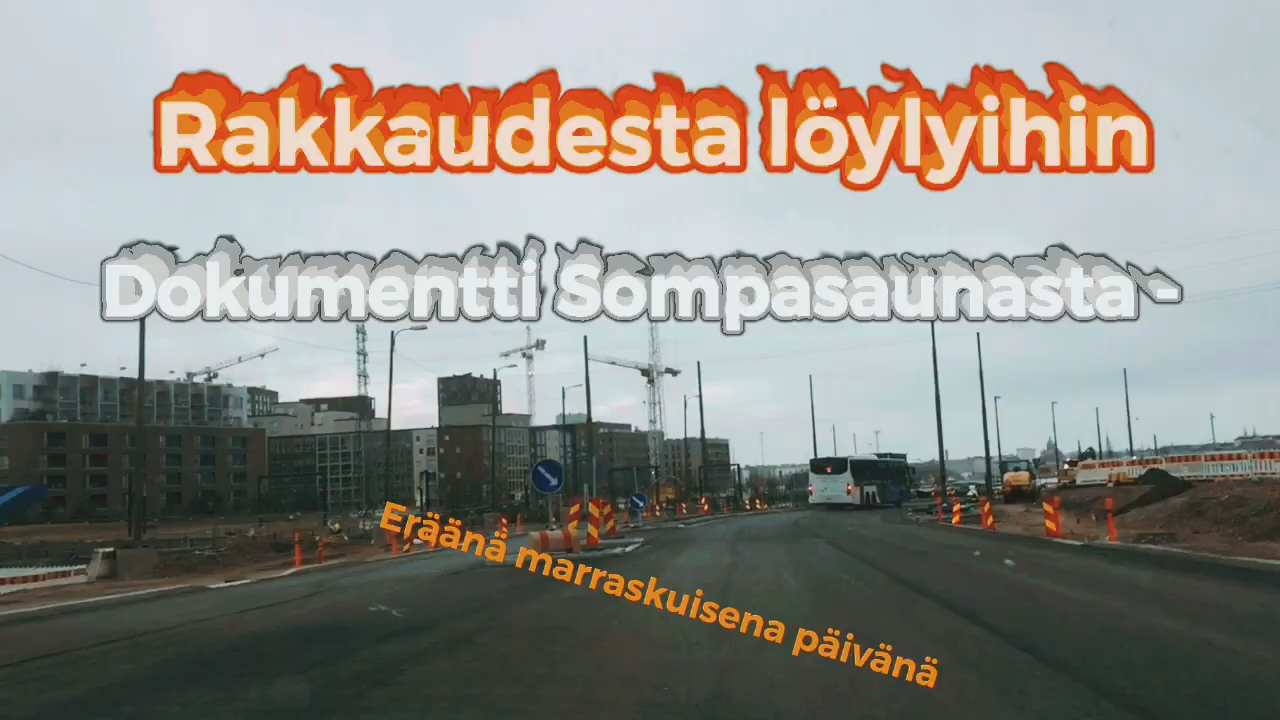 Rakkaudesta löylyihin
Dokumentti Sompasaunasta -
Eräänä marraskuisena päivänä